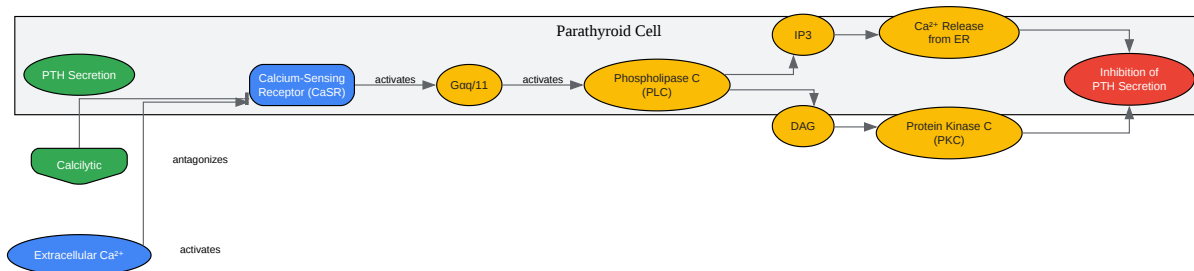 Parathyroid Cell
PTH Secretion
Calcium-Sensing
Receptor (CaSR)
activates
Gαq/11
activates
Phospholipase C
(PLC)
IP3
Ca²⁺ Release
from ER
Inhibition of
PTH Secretion
DAG
Protein Kinase C
(PKC)
Calcilytic
antagonizes
Extracellular Ca²⁺
activates